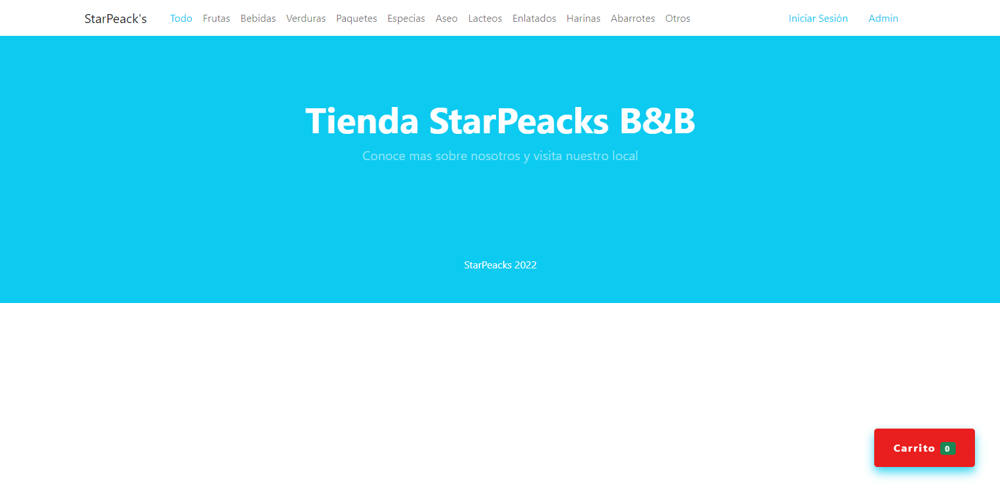 StarPeack's Todo Frutas Bebidas Verduras Paquetes Especias Aseo Lacteos Enlatados Harinas Abarrotes Otros Iniciar Sesión Admin
Tienda StarPeacks B&B
Conoce mas sobre nosotros y visita nuestro local
StarPeacks 2022
Carrito 0